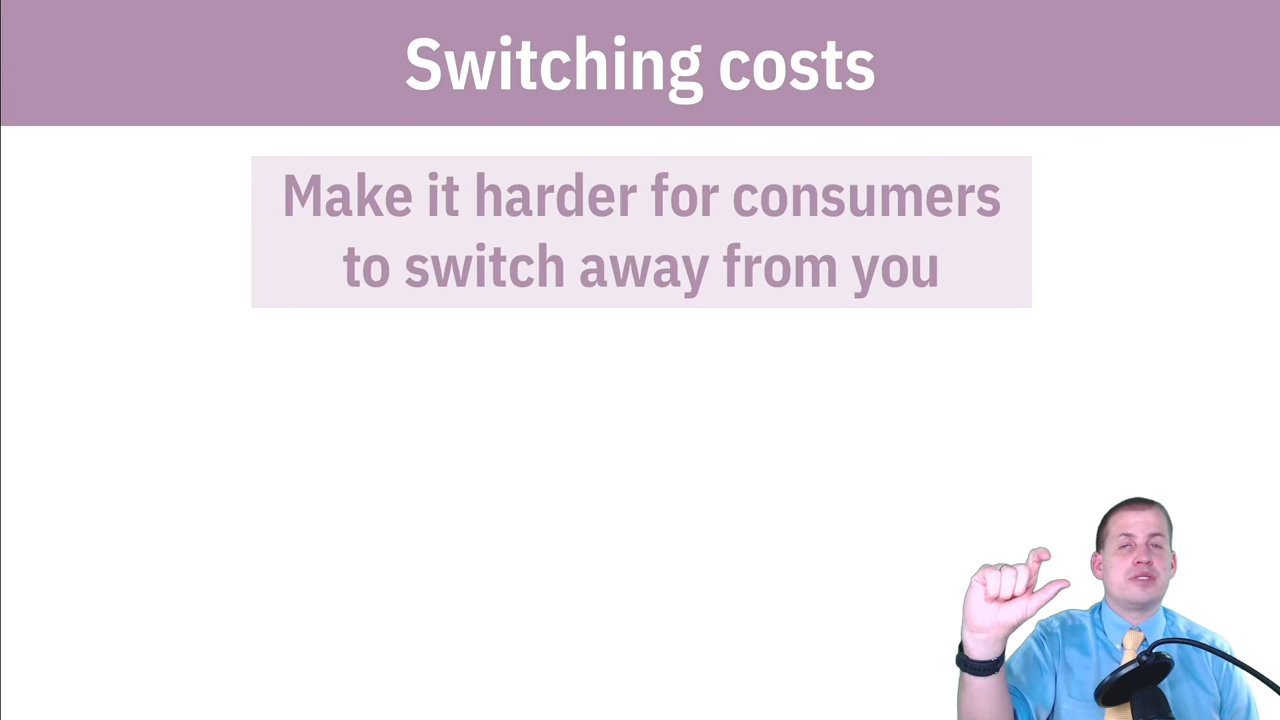 Switching costs
Make it harder for consumers
to switch away from you